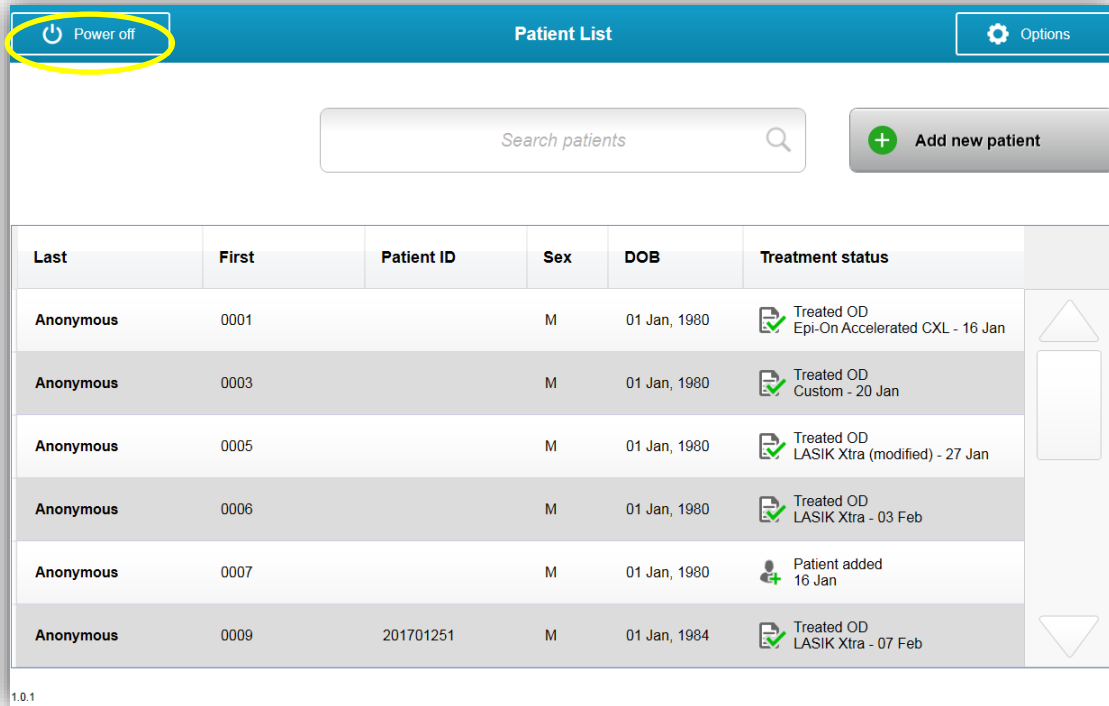 Power off
Patient List
Options
Search patients
Add new patient
Last First Patient ID Sex DOB Treatment status
Anonymous 0001 M 01 Jan, 1980 Treated OD
Epi-On Accelerated CXL - 16 Jan
Anonymous 0003 M 01 Jan, 1980 Treated OD
Custom - 20 Jan
Anonymous 0005 M 01 Jan, 1980 Treated OD
LASIK Xtra (modified) - 27 Jan
Anonymous 0006 M 01 Jan, 1980 Treated OD
LASIK Xtra - 03 Feb
Anonymous 0007 M 01 Jan, 1980 Patient added
16 Jan
Anonymous 0009 201701251 M 01 Jan, 1984 Treated OD
LASIK Xtra - 07 Feb
1.0.1